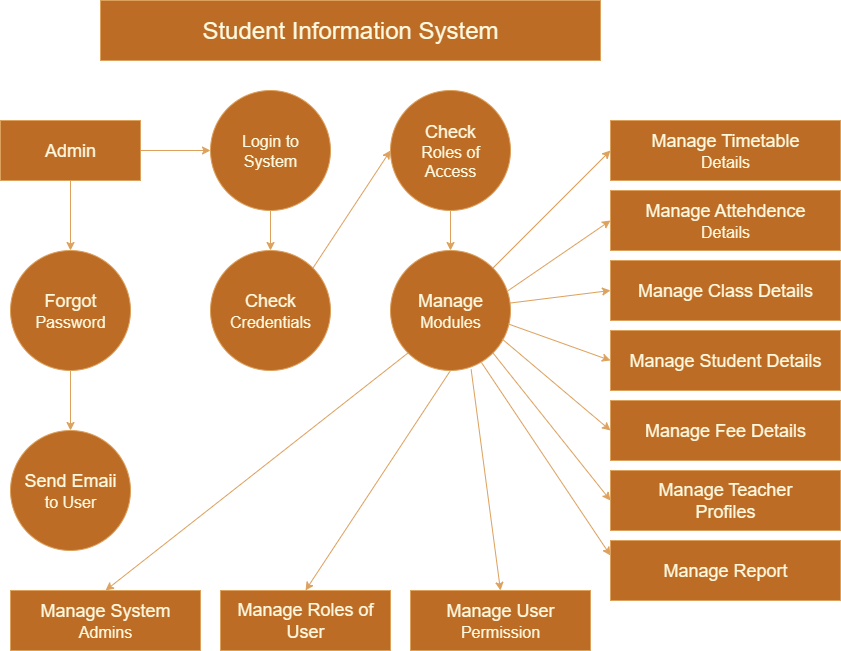 Student Information System
Admin
Login to
System
Check
Roles of
Access
Manage Timetable
Details
Manage Attehdence
Details
Forgot
Password
Check
Credentials
Manage
Modules
Manage Class Details
Manage Student Details
Manage Fee Details
Send Emaii
to User
Manage Teacher
Profiles
Manage Report
Manage System
Admins
Manage Roles of
User
Manage User
Permission